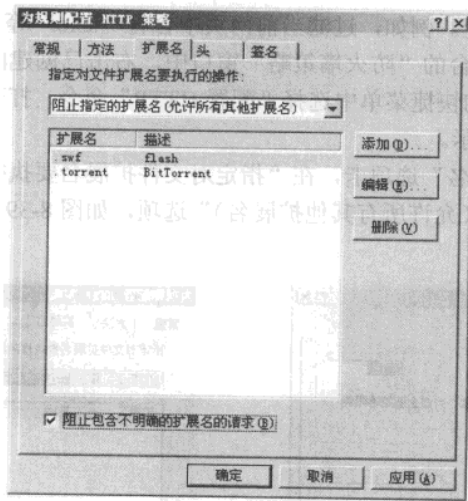 为规则配置 HTTP 策略
常规 方法 扩展名 头 签名
指定对文件扩展名要执行的操作:
阻止指定的扩展名(允许所有其他扩展名)
扩展名 描述
.swf flash
.torrent BitTorrent
添加(D)...
编辑(E)...
删除(V)
阻止包含不明确的扩展名的请求(B)
确定 取消 应用(A)